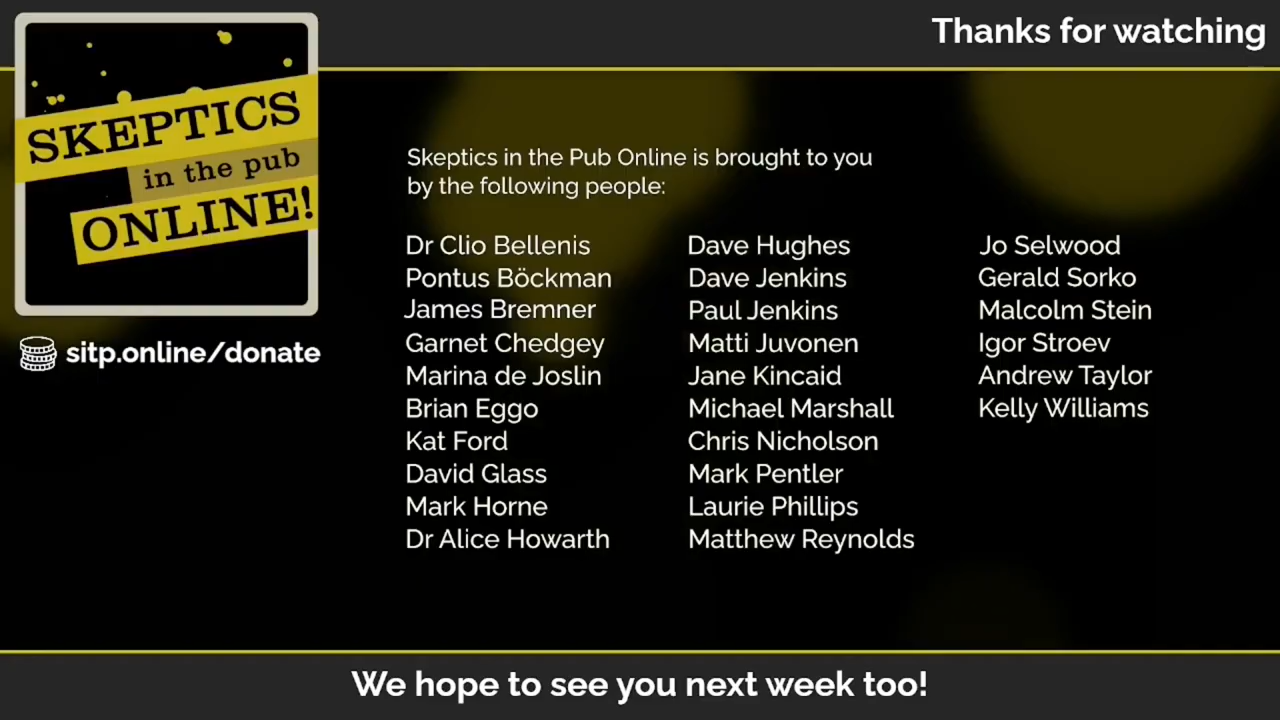 Thanks for watching
SKEPTICS
in the pub
ONLINE!
sitp.online/donate
Skeptics in the Pub Online is brought to you
by the following people:
Dr Clio Bellenis
Pontus Böckman
James Bremner
Garnet Chedgey
Marina de Joslin
Brian Eggo
Kat Ford
David Glass
Mark Horne
Dr Alice Howarth
Dave Hughes
Dave Jenkins
Paul Jenkins
Matti Juvonen
Jane Kincaid
Michael Marshall
Chris Nicholson
Mark Pentler
Laurie Phillips
Matthew Reynolds
Jo Selwood
Gerald Sorko
Malcolm Stein
Igor Stroev
Andrew Taylor
Kelly Williams
We hope to see you next week too!